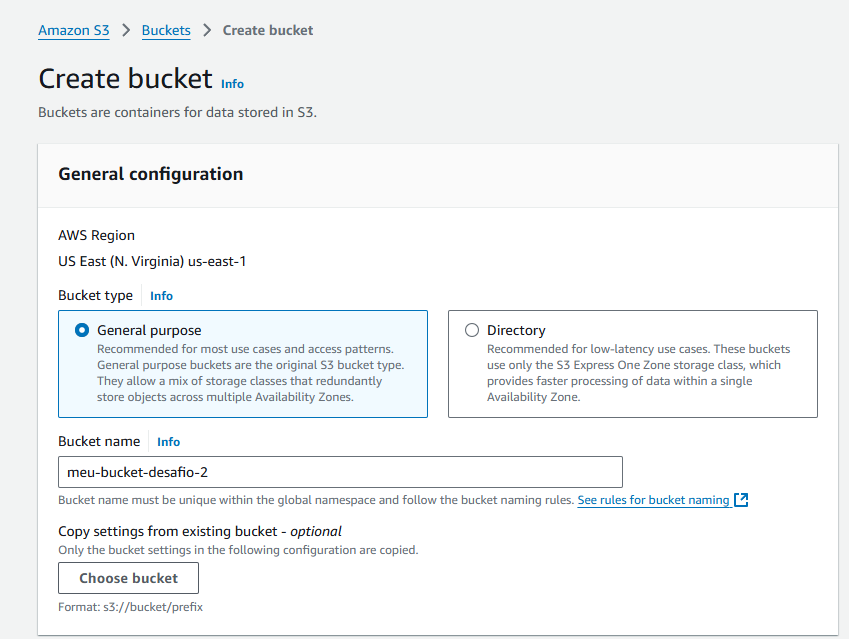 Amazon S3 > Buckets > Create bucket
Create bucket Info
Buckets are containers for data stored in S3.
General configuration
AWS Region
US East (N. Virginia) us-east-1
Bucket type Info
General purpose
Recommended for most use cases and access patterns.
General purpose buckets are the original S3 bucket type.
They allow a mix of storage classes that redundantly
store objects across multiple Availability Zones.
Directory
Recommended for low-latency use cases. These buckets
use only the S3 Express One Zone storage class, which
provides faster processing of data within a single
Availability Zone.
Bucket name Info
meu-bucket-desafio-2
Bucket name must be unique within the global namespace and follow the bucket naming rules. See rules for bucket naming
Copy settings from existing bucket - optional
Only the bucket settings in the following configuration are copied.
Choose bucket
Format: s3://bucket/prefix